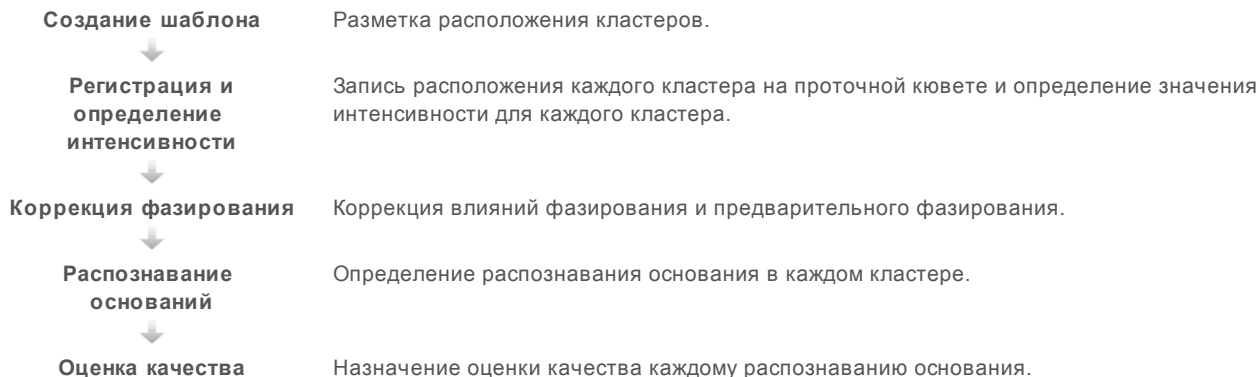 Создание шаблона
Разметка расположения кластеров.
Регистрация и
определение
интенсивности
Запись расположения каждого кластера на проточной кювете и определение значения
интенсивности для каждого кластера.
Коррекция фазирования
Коррекция влияний фазирования и предварительного фазирования.
Распознавание
оснований
Определение распознавания основания в каждом кластере.
Оценка качества
Назначение оценки качества каждому распознаванию основания.